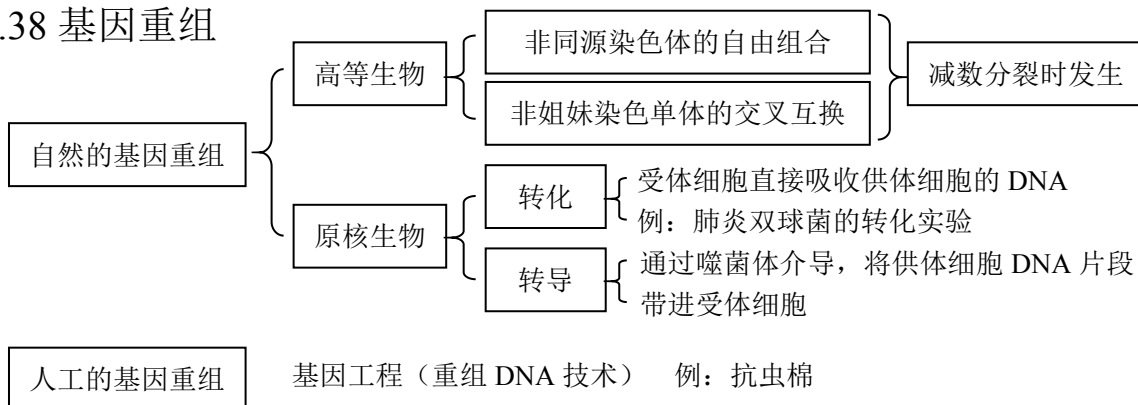 .38 基因重组
高等生物
非同源染色体的自由组合
非姐妹染色单体的交叉互换
减数分裂时发生
自然的基因重组
原核生物
转化
受体细胞直接吸收供体细胞的 DNA
例：肺炎双球菌的转化实验
转导
通过噬菌体介导，将供体细胞 DNA 片段
带进受体细胞
人工的基因重组
基因工程（重组 DNA 技术） 例：抗虫棉